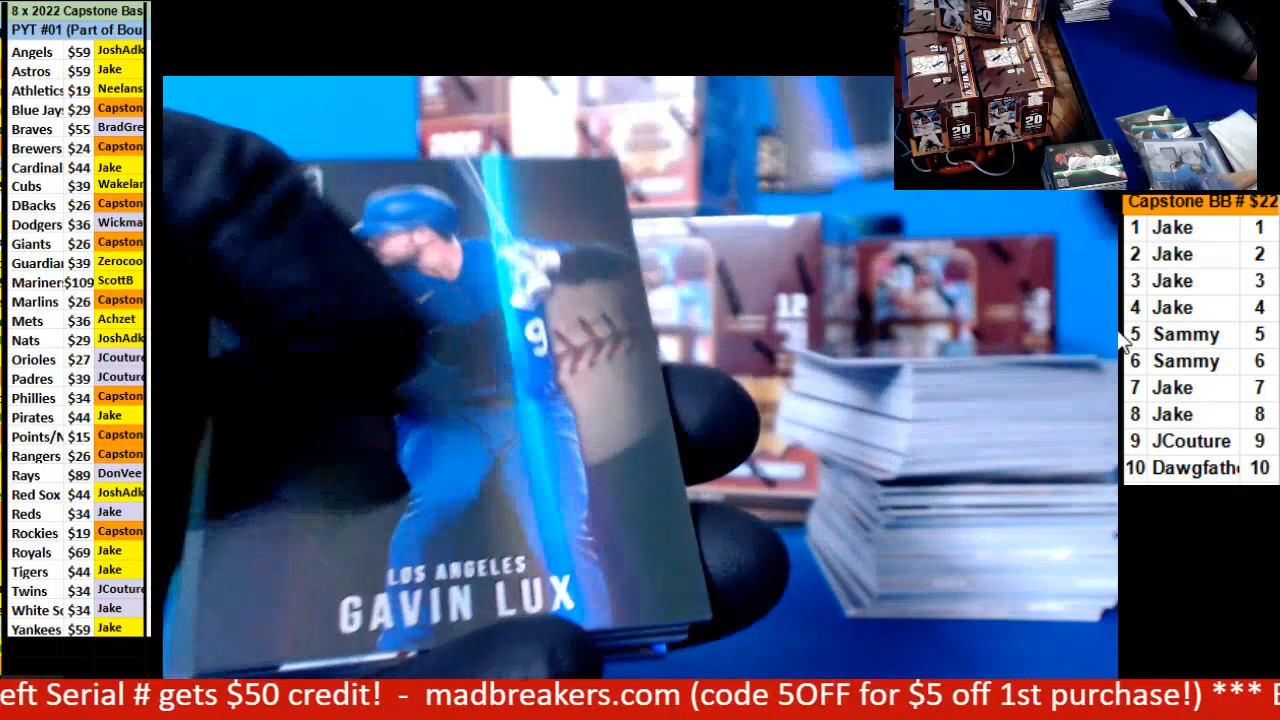 8 x 2022 Capstone Bas
PYT #01 (Part of Bou
Angels $59 JoshAdk
Astros $59 Jake
Athletics $19 Neelans
Blue Jay $29 Capston
Braves $55 BradGre
Brewers $24 Capston
Cardinal $44 Jake
Cubs $39 Wakelan
DBacks $26 Capston
Dodgers $36 Wickma
Giants $26 Capston
Guardia $39 Zerocoo
Mariner $109 ScottB
Marlins $26 Capston
Mets $36 Achzet
Nats $29 JoshAdk
Orioles $27 JCouture
Padres $39 JCouture
Phillies $34 Capston
Pirates $44 Jake
Points/N $15 Capston
Rangers $26 Capston
Rays $89 DonVee
Red Sox $44 JoshAdk
Reds $34 Jake
Rockies $19 Capston
Royals $69 Jake
Tigers $44 Jake
Twins $34 JCouture
White So $34 Jake
Yankees $59 Jake
9
LOS ANGELES
GAVIN LUX
12
20
20
20
Capstone BB # $22
1 Jake 1
2 Jake 2
3 Jake 3
4 Jake 4
5 Sammy 5
6 Sammy 6
7 Jake 7
8 Jake 8
9 JCouture 9
10 Dawgfath 10
eft Serial # gets $50 credit! - madbreakers.com (code 5OFF for $5 off 1st purchase!) *** E